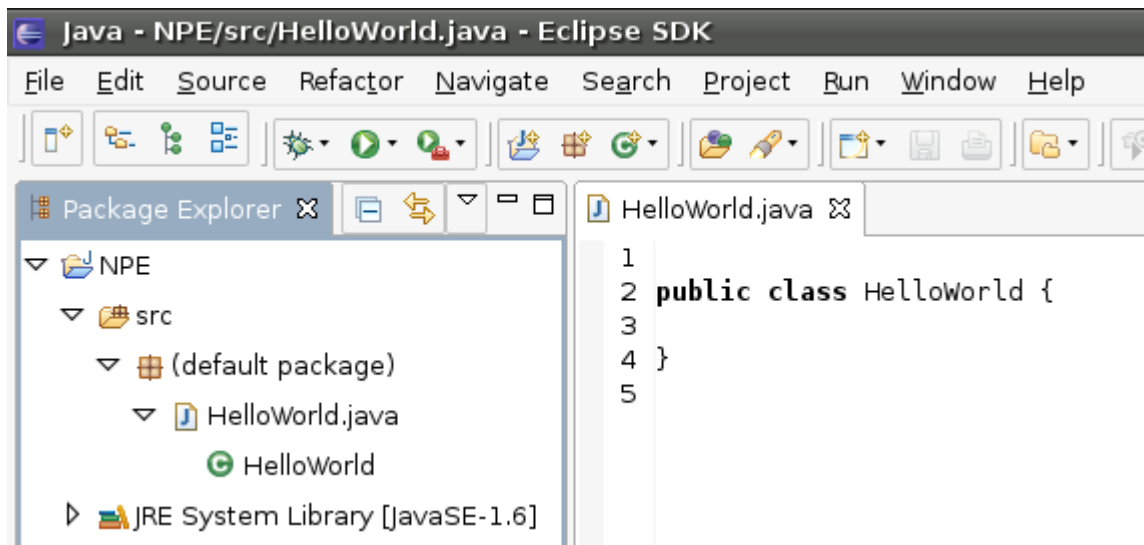 Java - NPE/src/HelloWorld.java - Eclipse SDK
File Edit Source Refactor Navigate Search Project Run Window Help
Package Explorer
NPE
src
(default package)
HelloWorld.java
HelloWorld
JRE System Library [JavaSE-1.6]
HelloWorld.java
1
2 public class HelloWorld {
3
4 }
5